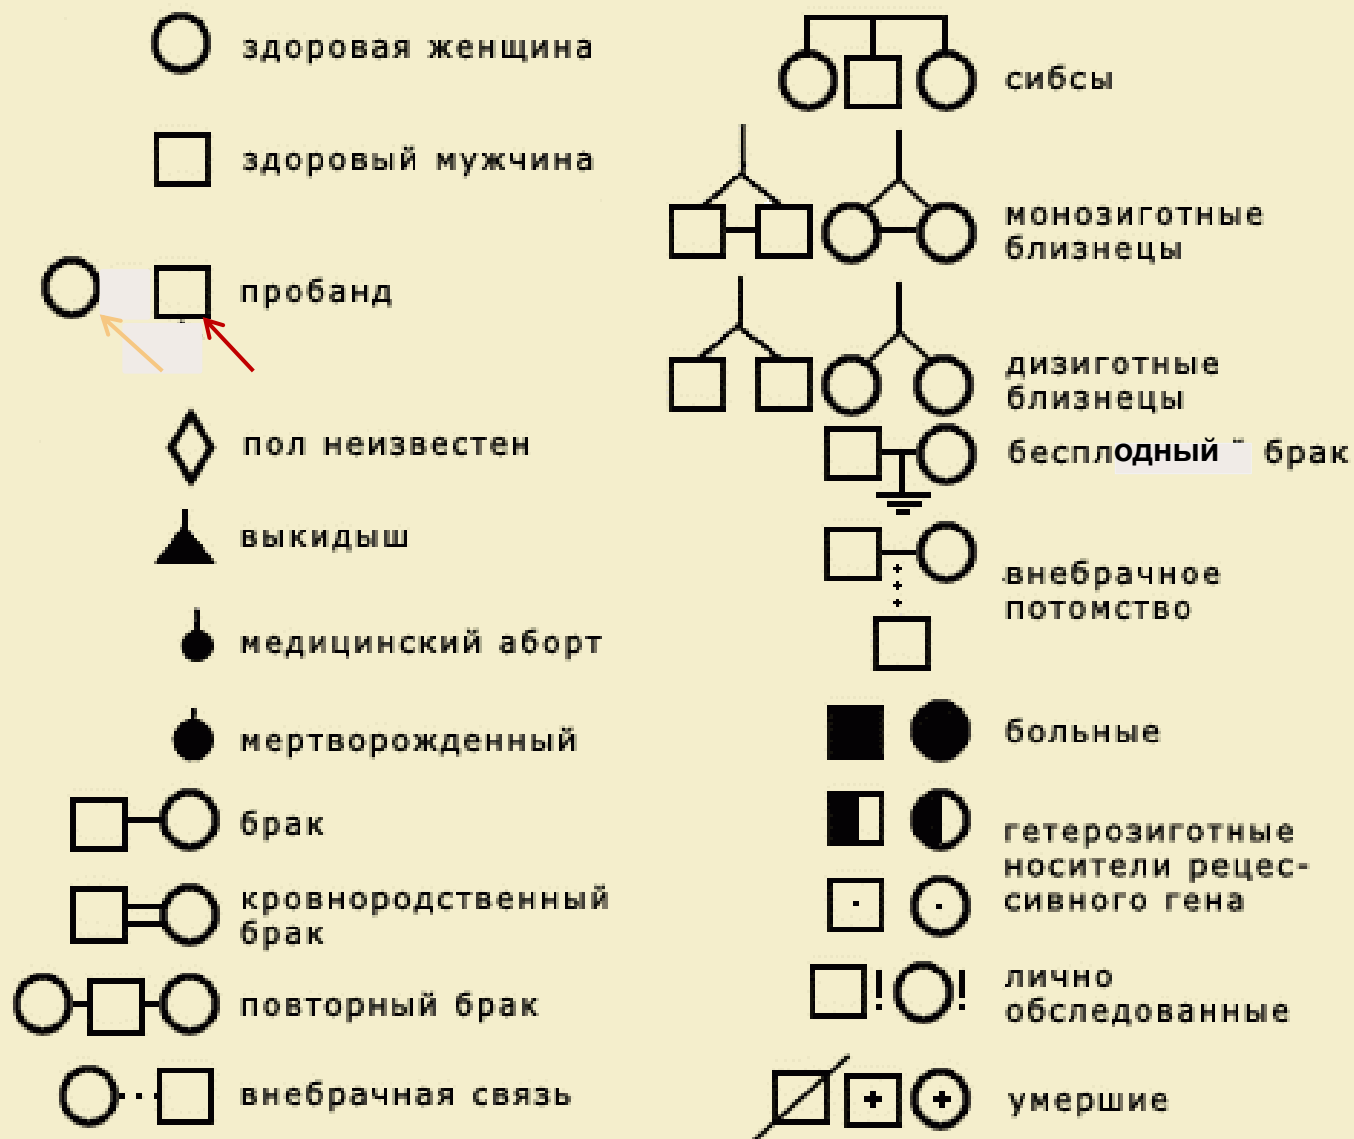 здоровая женщина
здоровый мужчина
пробанд
пол неизвестен
выкидыш
медицинский аборт
мертворожденный
брак
кровнородственный
брак
повторный брак
внебрачная связь
сибсы
монозиготные
близнецы
дизиготные
близнецы
бесплодный брак
внебрачное
потомство
больные
гетерозиготные
носители рецес-
сивного гена
! !
лично
обследованные
умершие